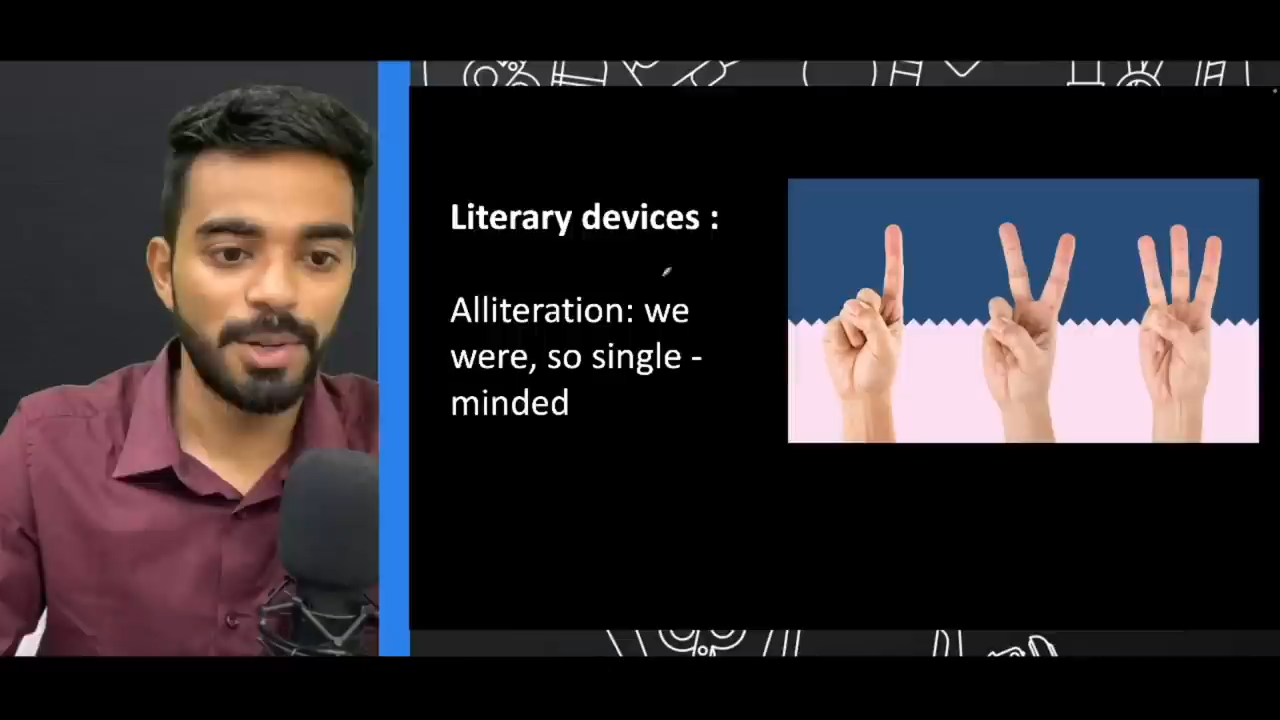 Literary devices :
Alliteration: we
were, so single -
minded